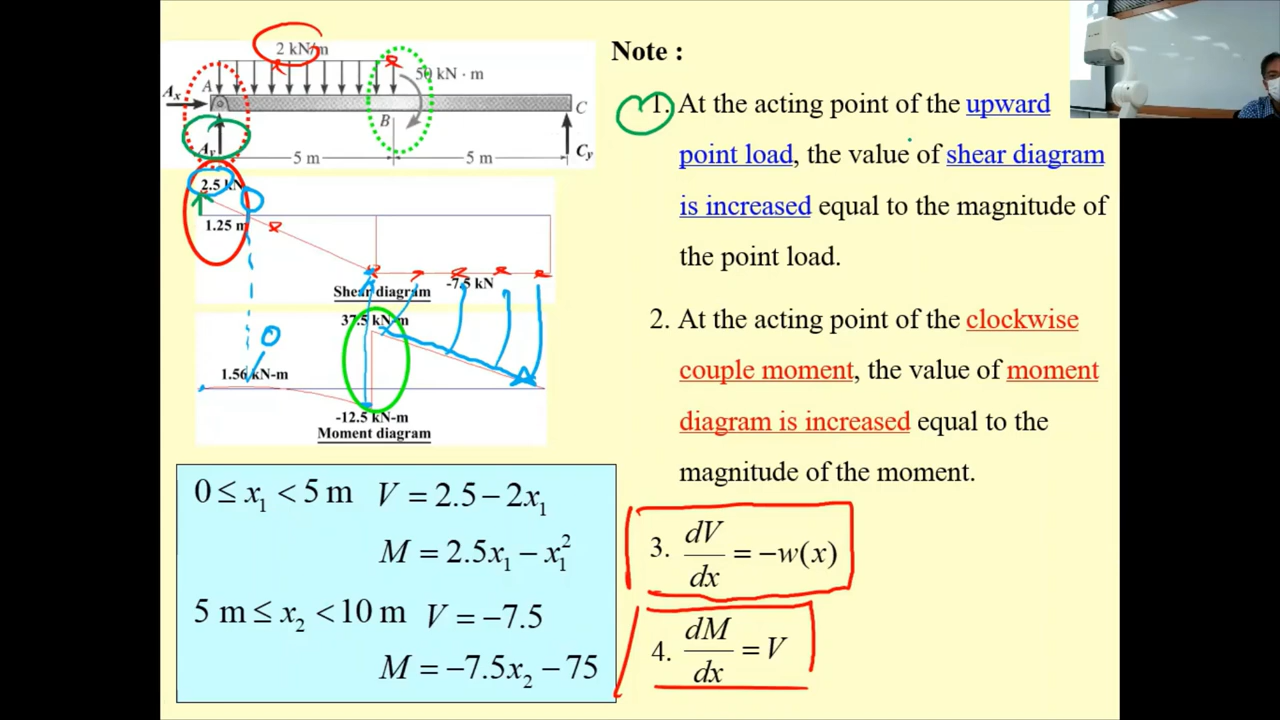 2 kN/m
A
50 kN · m
Ax
C
B
Ay
5 m
5 m
Cy
2.5 kN
1.25 m
Shear diagram
-7.5 kN
37.5 kN-m
0
1.56 kN-m
-12.5 kN-m
Moment diagram
0 ≤ x₁ < 5 m V = 2.5 − 2x₁
M = 2.5x₁ − x₁²
5 m ≤ x₂ < 10 m V = −7.5
M = −7.5x₂ − 75
Note :
1. At the acting point of the upward
point load, the value of shear diagram
is increased equal to the magnitude of
the point load.
2. At the acting point of the clockwise
couple moment, the value of moment
diagram is increased equal to the
magnitude of the moment.
3. dV/dx = −w(x)
4. dM/dx = V